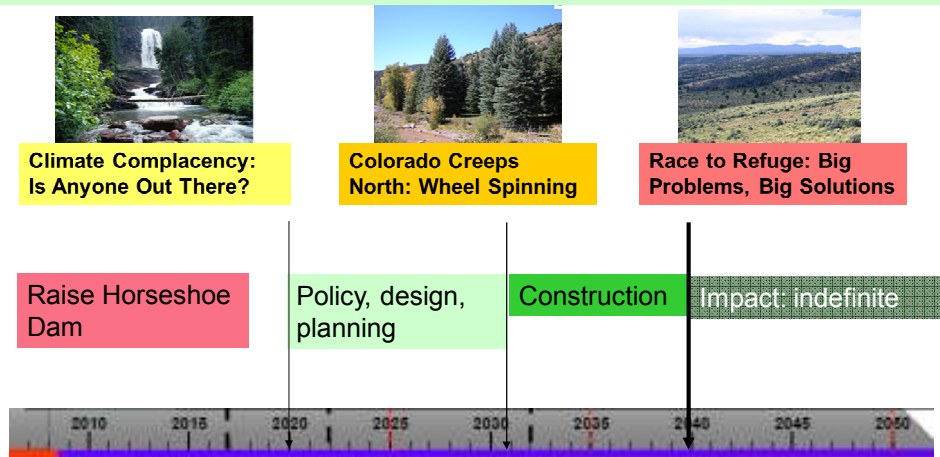 Climate Complacency:
Is Anyone Out There?
Colorado Creeps
North: Wheel Spinning
Race to Refuge: Big
Problems, Big Solutions
Raise Horseshoe
Dam
Policy, design,
planning
Construction
Impact: indefinite
2010 2015 2020 2025 2030 2035 2040 2045 2050